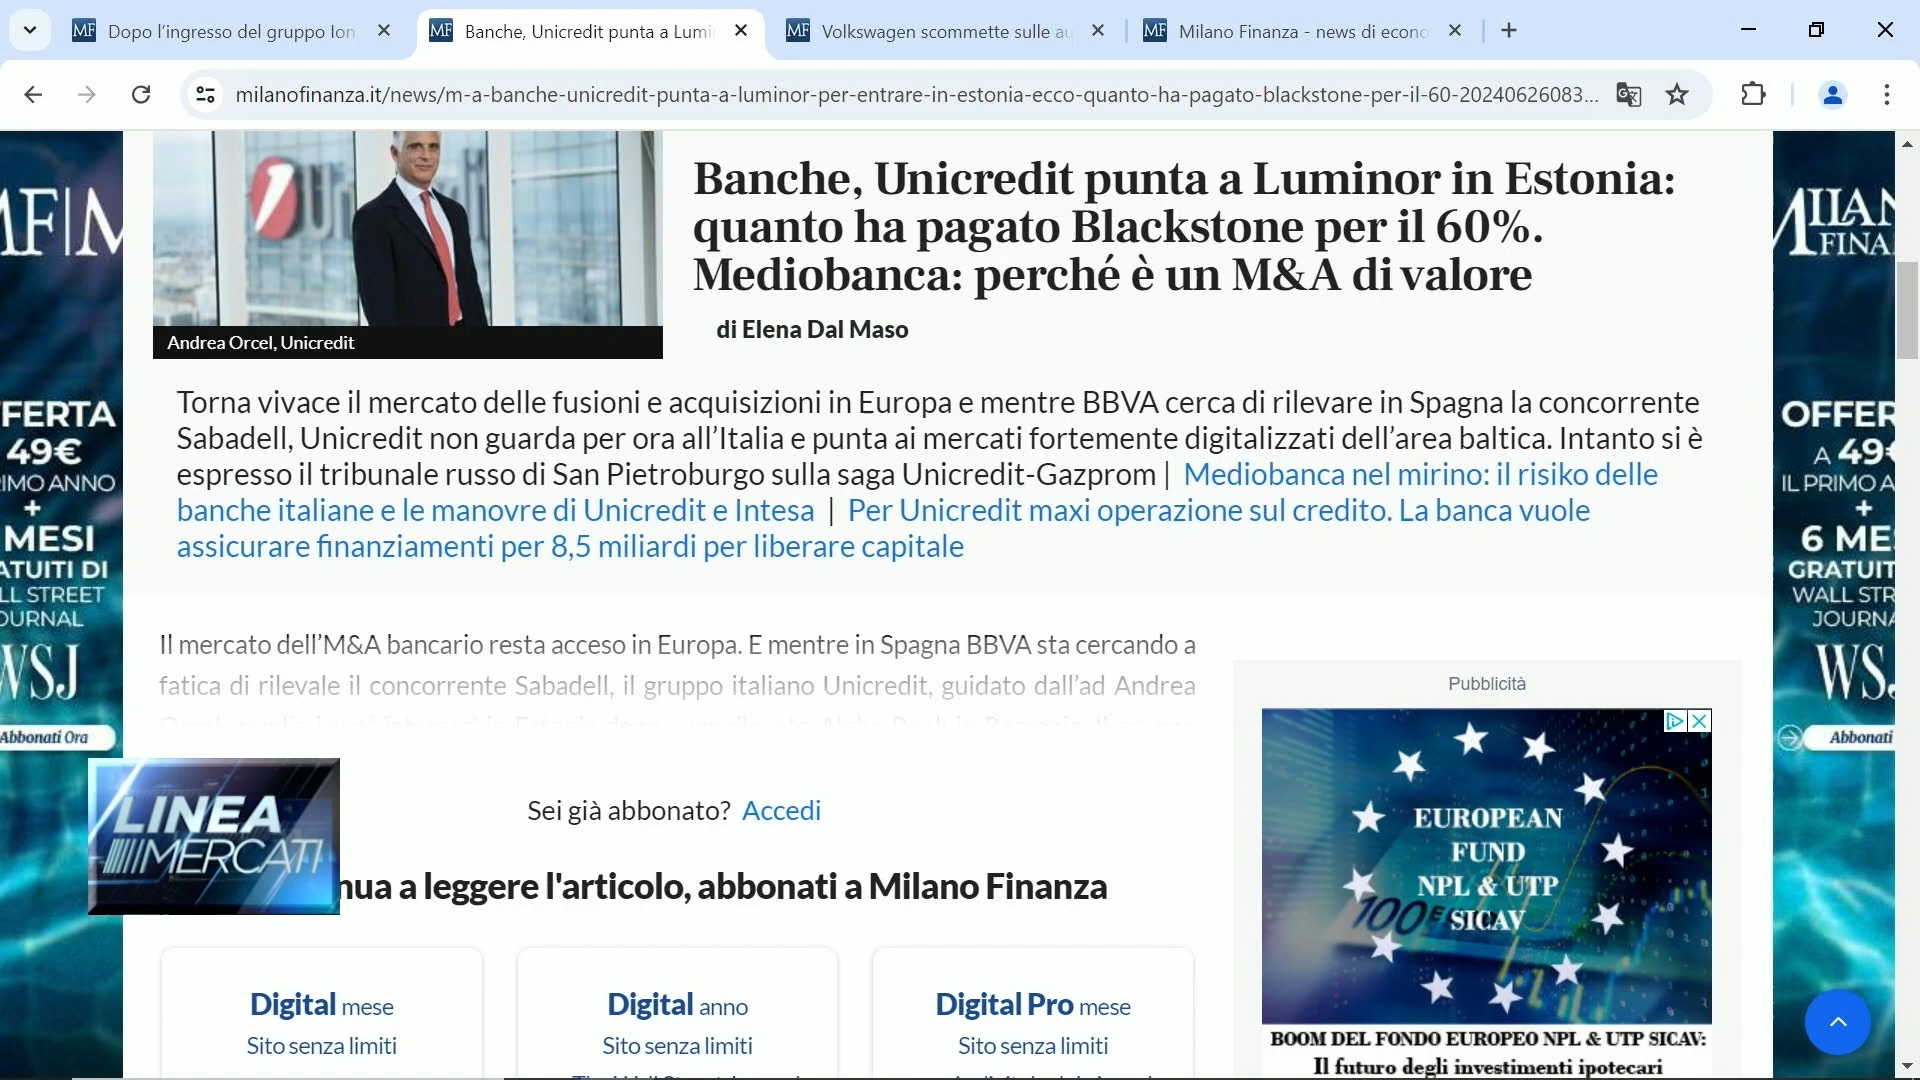 Dopo l'ingresso del gruppo Ion
Banche, Unicredit punta a Lumi
Volkswagen scommette sulle au
Milano Finanza - news di econo
milanofinanza.it/news/m-a-banche-unicredit-punta-a-luminor-per-entrare-in-estonia-ecco-quanto-ha-pagato-blackstone-per-il-60-20240626083...
Banche, Unicredit punta a Luminor in Estonia:
quanto ha pagato Blackstone per il 60%.
Mediobanca: perché è un M&A di valore
di Elena Dal Maso
Andrea Orcel, Unicredit
Torna vivace il mercato delle fusioni e acquisizioni in Europa e mentre BBVA cerca di rilevare in Spagna la concorrente
Sabadell, Unicredit non guarda per ora all'Italia e punta ai mercati fortemente digitalizzati dell'area baltica. Intanto si è
espresso il tribunale russo di San Pietroburgo sulla saga Unicredit-Gazprom | Mediobanca nel mirino: il risiko delle
banche italiane e le manovre di Unicredit e Intesa | Per Unicredit maxi operazione sul credito. La banca vuole
assicurare finanziamenti per 8,5 miliardi per liberare capitale
Il mercato dell'M&A bancario resta acceso in Europa. E mentre in Spagna BBVA sta cercando a
fatica di rilevale il concorrente Sabadell, il gruppo italiano Unicredit, guidato dall'ad Andrea
Sei già abbonato? Accedi
nua a leggere l'articolo, abbonati a Milano Finanza
Digital mese
Sito senza limiti
Digital anno
Sito senza limiti
Digital Pro mese
Sito senza limiti
LINEA
MERCATI
Pubblicità
EUROPEAN
FUND
NPL & UTP
SICAV
100
BOOM DEL FONDO EUROPEO NPL & UTP SICAV:
Il futuro degli investimenti ipotecari
MF|M
FFERTA
49€
IMO ANNO
+
MESI
ATUITI DI
LL STREET
OURNAL
WSJ
Abbonati Ora
MILAN
FINA
OFFER
A 49€
IL PRIMO A
+
6 ME
GRATUIT
WALL STR
JOURNA
WSJ
Abbonati